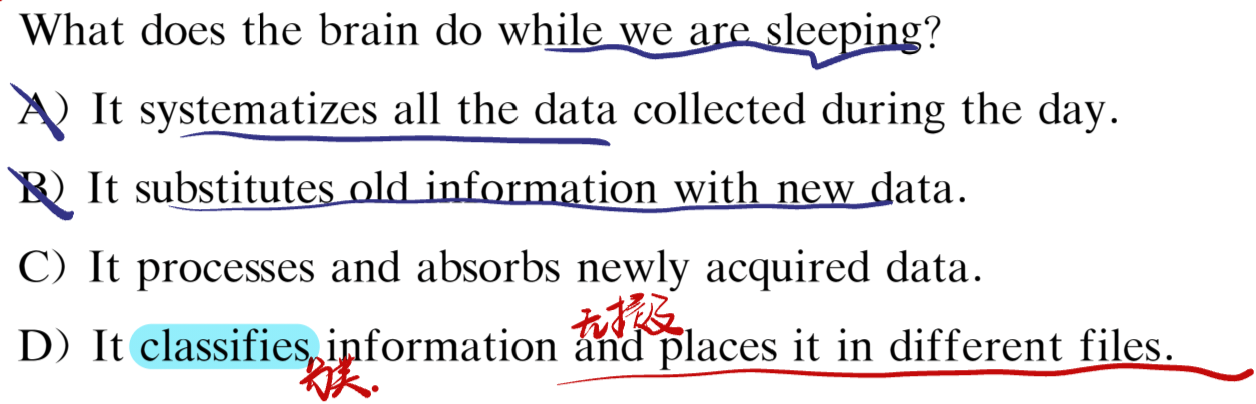 What does the brain do while we are sleeping?
A) It systematizes all the data collected during the day.
B) It substitutes old information with new data.
C) It processes and absorbs newly acquired data.
无提及
D) It classifies information and places it in different files.
分类.